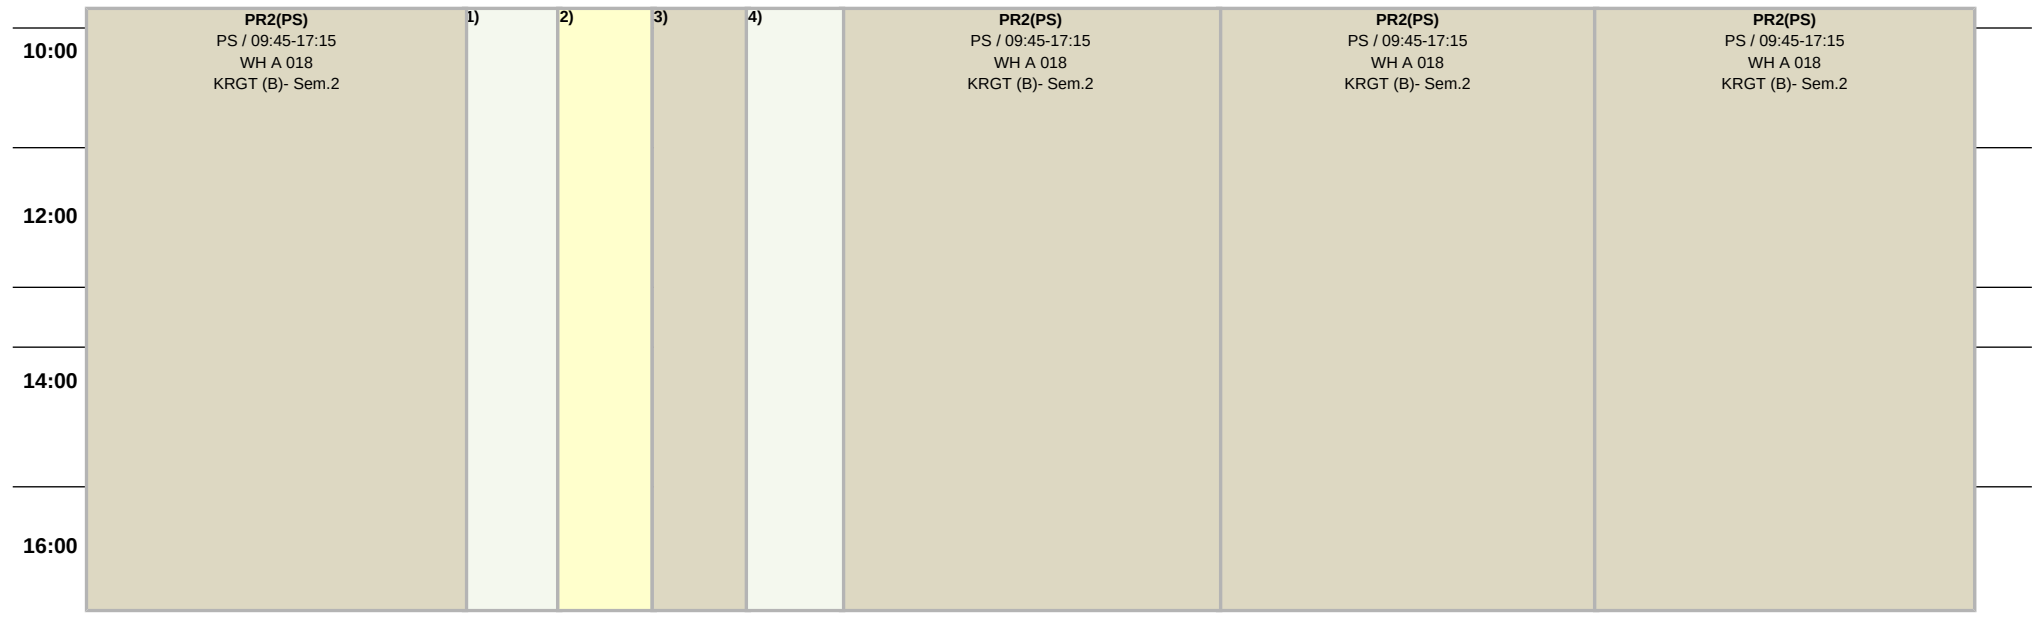 PR2(PS)
PS / 09:45-17:15
WH A 018
KRGT (B)- Sem.2
1)
2)
3)
4)
PR2(PS)
PS / 09:45-17:15
WH A 018
KRGT (B)- Sem.2
PR2(PS)
PS / 09:45-17:15
WH A 018
KRGT (B)- Sem.2
PR2(PS)
PS / 09:45-17:15
WH A 018
KRGT (B)- Sem.2
10:00
12:00
14:00
16:00